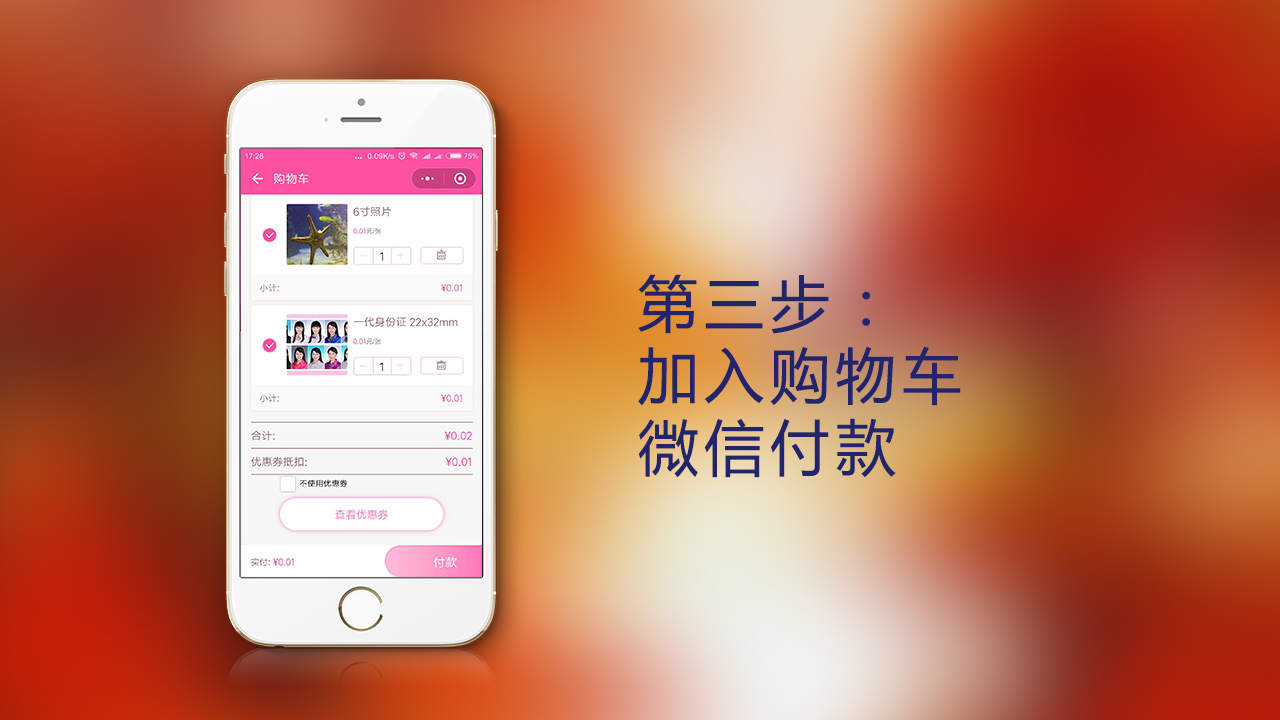 17:28 ... 0.09K/s 75%
购物车
6寸照片
0.01元/张
1
小计: ¥0.01
一代身份证 22x32mm
0.01元/张
1
小计: ¥0.01
合计: ¥0.02
优惠券抵扣: ¥0.01
不使用优惠券
查看优惠券
实付: ¥0.01 付款
第三步：
加入购物车
微信付款